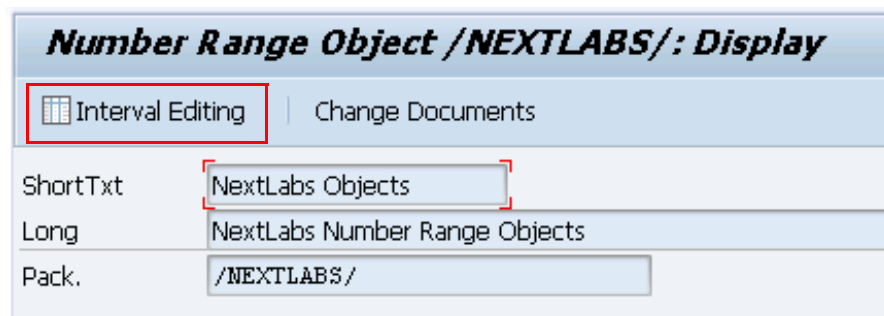 Number Range Object /NEXTLABS/: Display
Interval Editing Change Documents
ShortTxt NextLabs Objects
Long NextLabs Number Range Objects
Pack. /NEXTLABS/